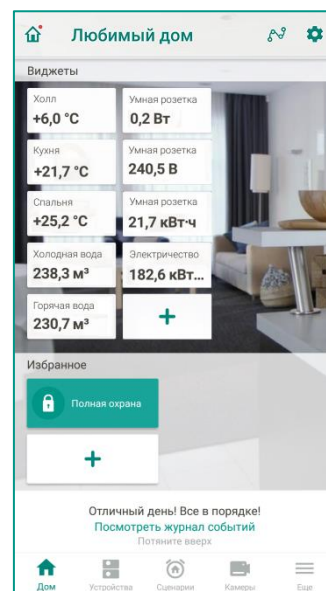 Любимый дом
Виджеты
Холл
+6,0 °C
Умная розетка
0,2 Вт
Кухня
+21,7 °C
Умная розетка
240,5 В
Спальня
+25,2 °C
Умная розетка
21,7 кВт·ч
Холодная вода
238,3 м³
Электричество
182,6 кВт...
Горячая вода
230,7 м³
+
Избранное
Полная охрана
+
Отличный день! Все в порядке!
Посмотреть журнал событий
Потяните вверх
Дом
Устройства
Сценарии
Камеры
Еще